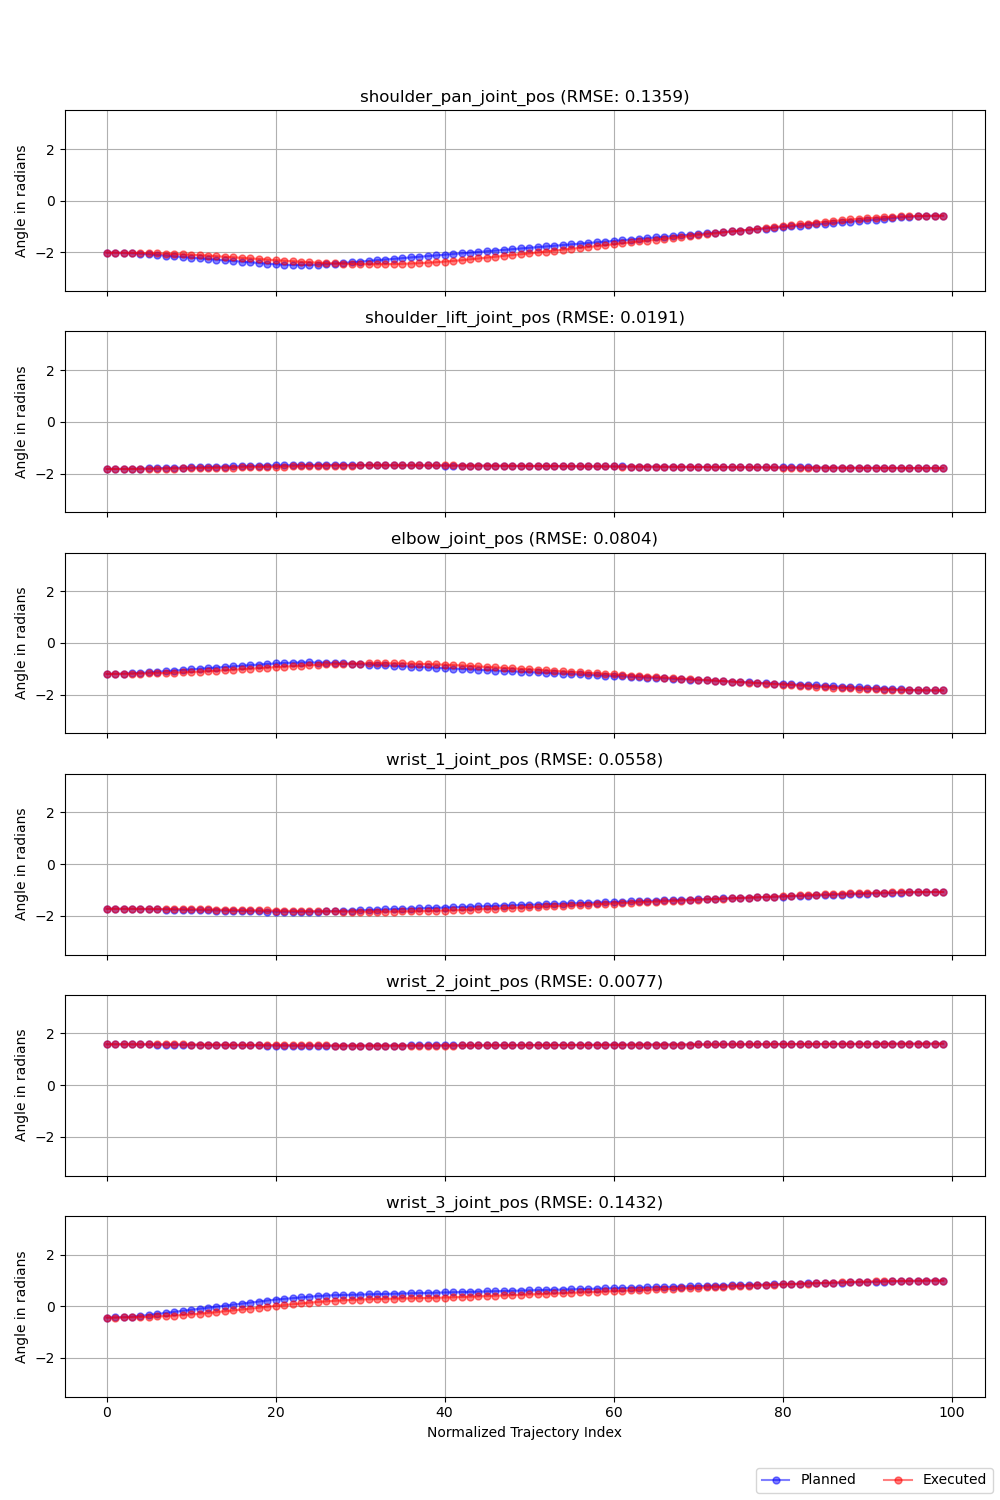 shoulder_pan_joint_pos (RMSE: 0.1359)
Angle in radians
2
0
−2
shoulder_lift_joint_pos (RMSE: 0.0191)
Angle in radians
2
0
−2
elbow_joint_pos (RMSE: 0.0804)
Angle in radians
2
0
−2
wrist_1_joint_pos (RMSE: 0.0558)
Angle in radians
2
0
−2
wrist_2_joint_pos (RMSE: 0.0077)
Angle in radians
2
0
−2
wrist_3_joint_pos (RMSE: 0.1432)
Angle in radians
2
0
−2
0 20 40 60 80 100
Normalized Trajectory Index
Planned Executed